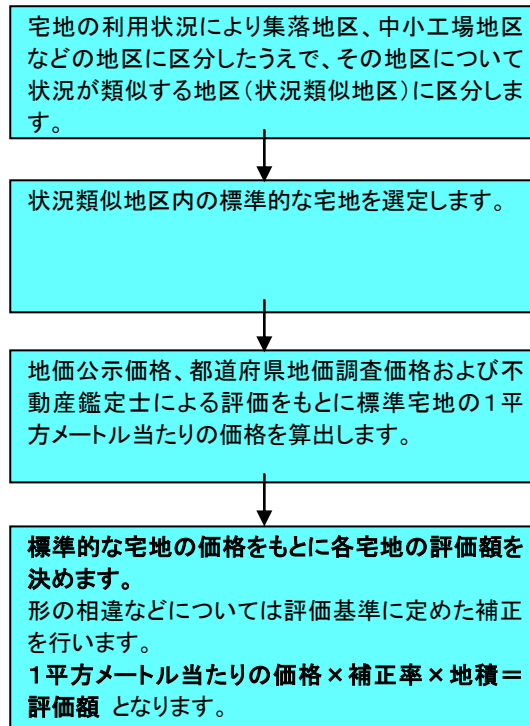 宅地の利用状況により集落地区、中小工場地区
などの地区に区分したうえで、その地区について
状況が類似する地区（状況類似地区）に区分しま
す。
状況類似地区内の標準的な宅地を選定します。
地価公示価格、都道府県地価調査価格および不
動産鑑定士による評価をもとに標準宅地の１平
方メートル当たりの価格を算出します。
標準的な宅地の価格をもとに各宅地の評価額を
決めます。
形の相違などについては評価基準に定めた補正
を行います。
１平方メートル当たりの価格×補正率×地積＝
評価額 となります。